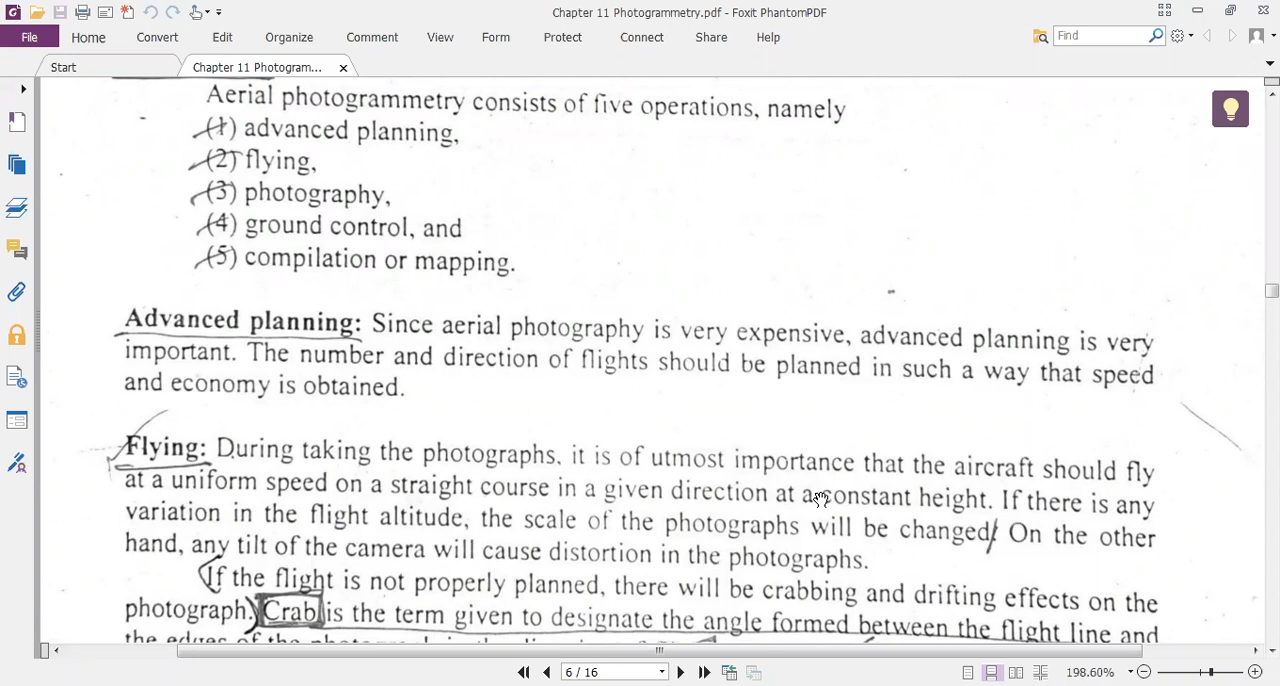 Chapter 11 Photogrammetry.pdf - Foxit PhantomPDF
File Home Convert Edit Organize Comment View Form Protect Connect Share Help Find
Start Chapter 11 Photogram...
Aerial photogrammetry consists of five operations, namely
(1) advanced planning,
(2) flying,
(3) photography,
(4) ground control, and
(5) compilation or mapping.
Advanced planning: Since aerial photography is very expensive, advanced planning is very
important. The number and direction of flights should be planned in such a way that speed
and economy is obtained.
Flying: During taking the photographs, it is of utmost importance that the aircraft should fly
at a uniform speed on a straight course in a given direction at a constant height. If there is any
variation in the flight altitude, the scale of the photographs will be changed. On the other
hand, any tilt of the camera will cause distortion in the photographs.
If the flight is not properly planned, there will be crabbing and drifting effects on the
photograph. Crab is the term given to designate the angle formed between the flight line and
the edges of the photograph in the direction of
6 / 16 198.60%